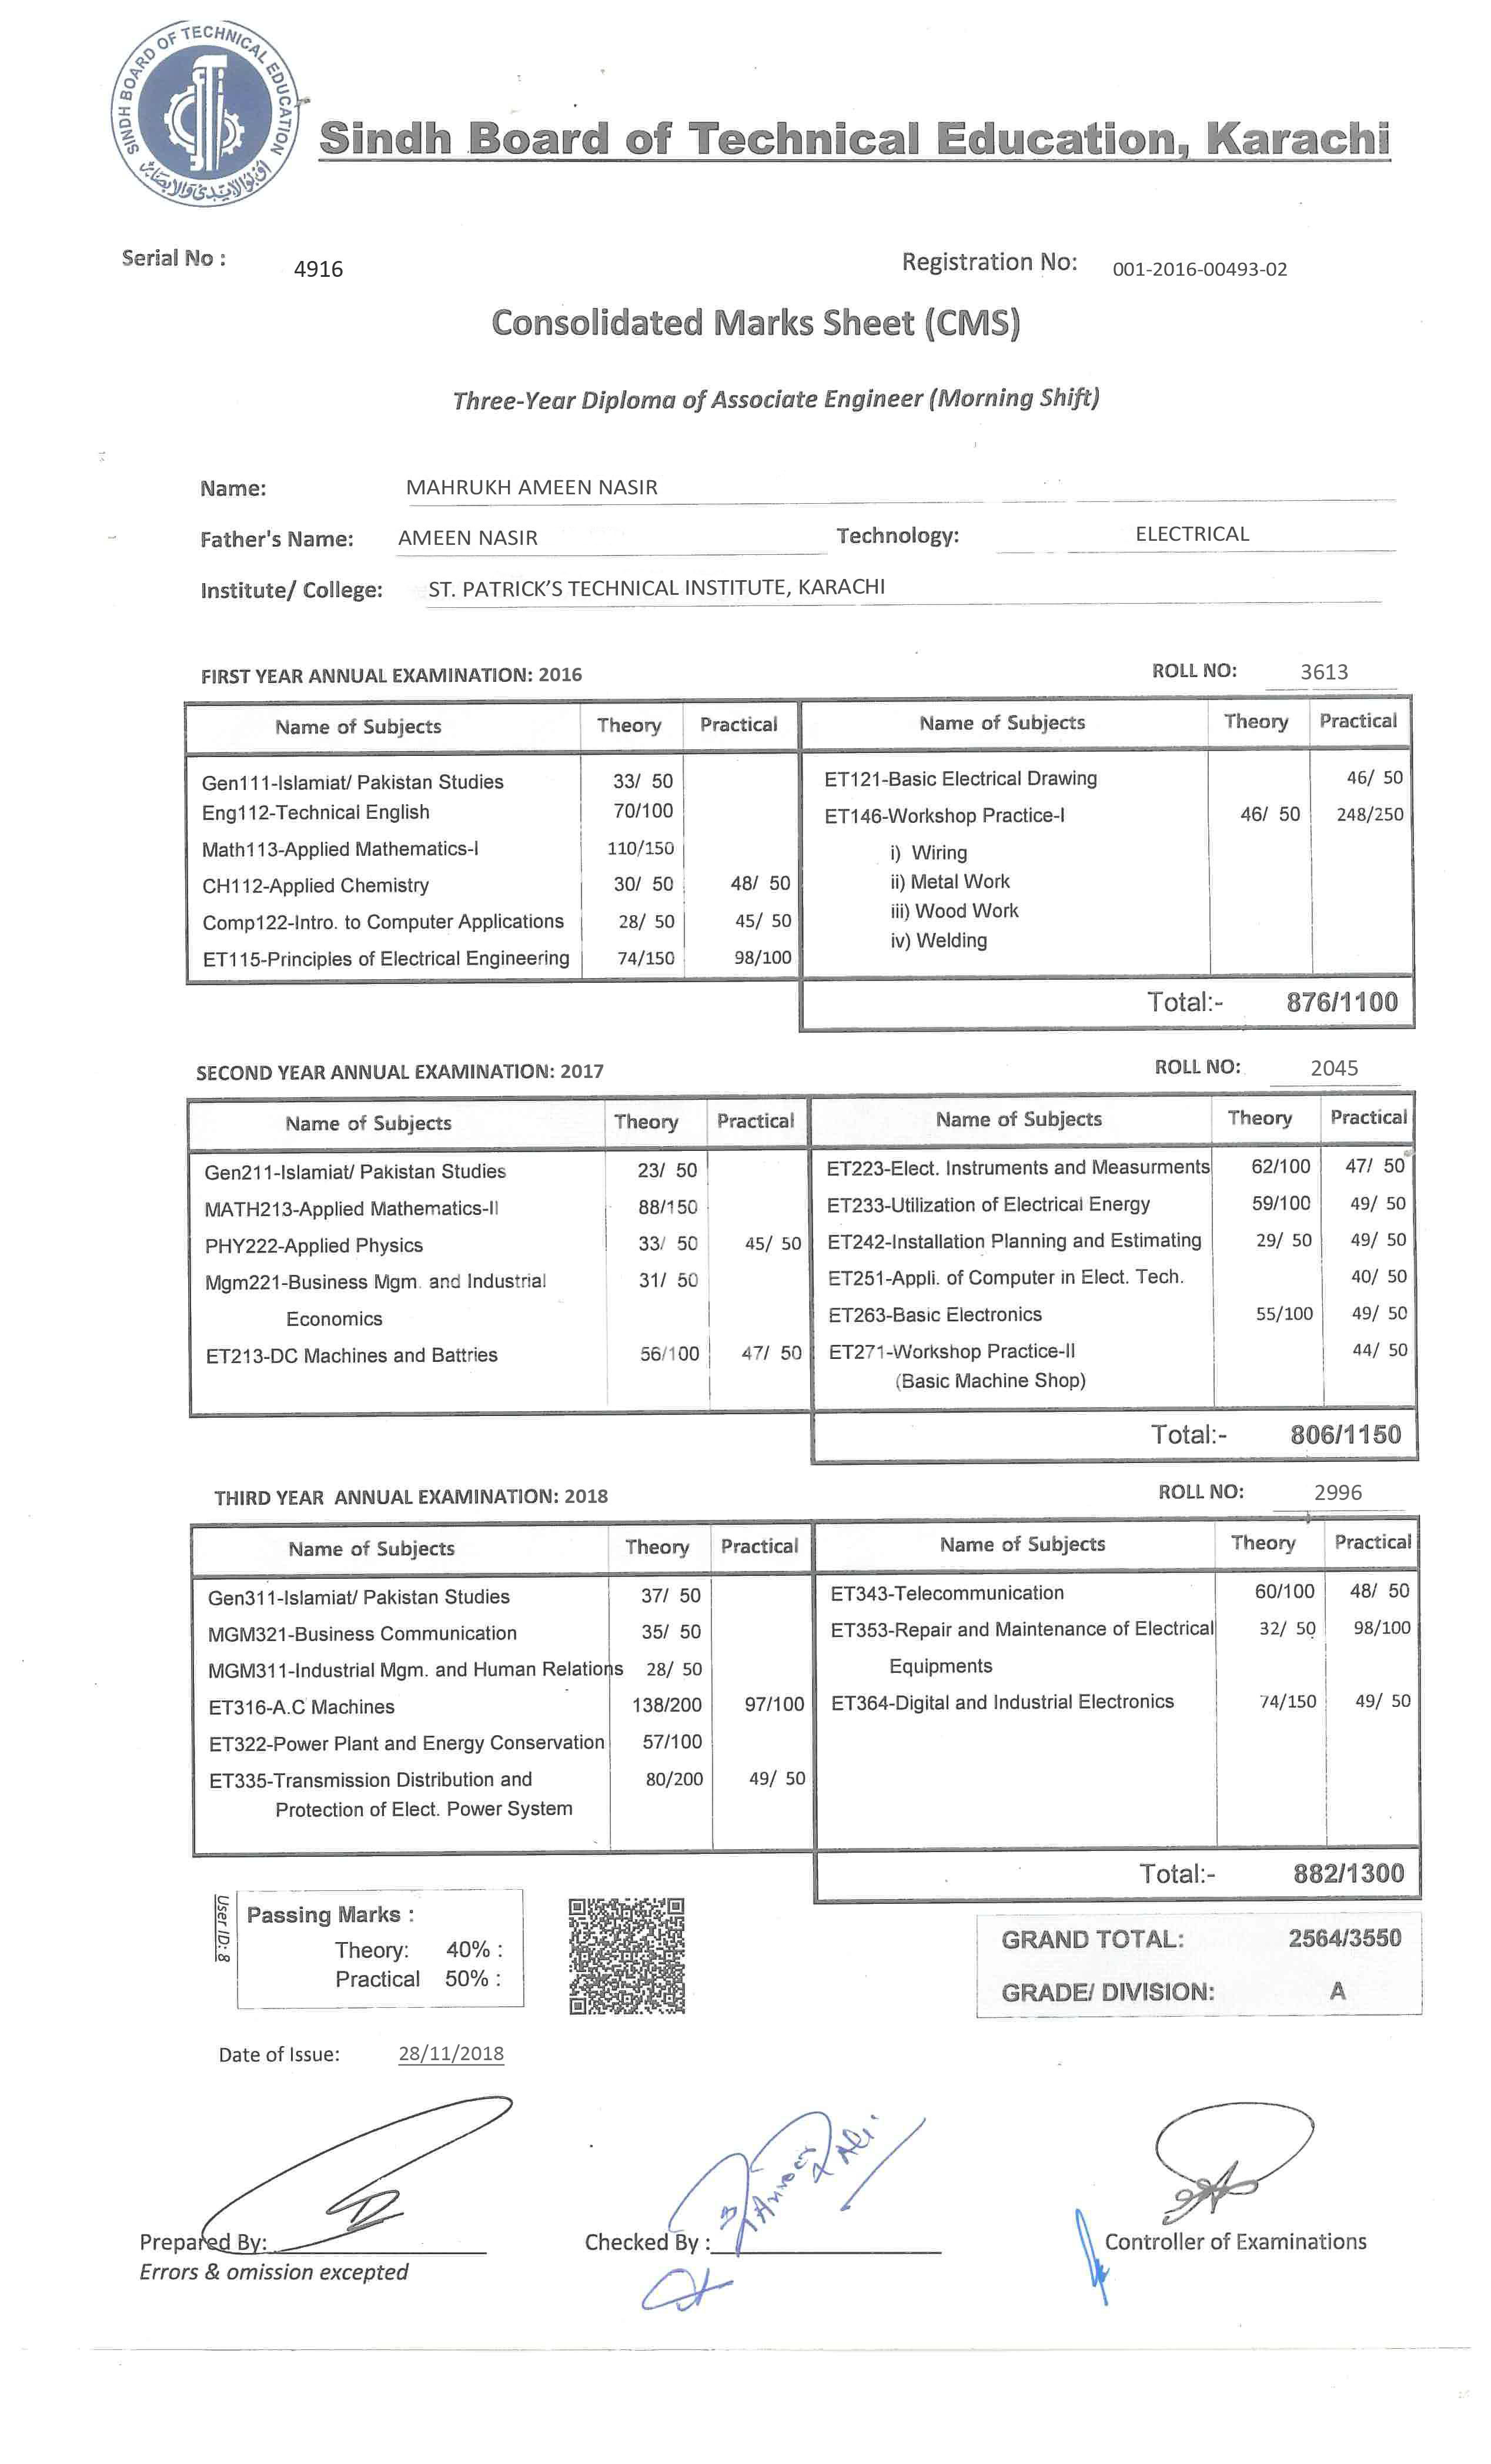 SINDH BOARD OF TECHNICAL EDUCATION
Sindh Board of Technical Education, Karachi
Serial No : 4916
Registration No: 001-2016-00493-02
Consolidated Marks Sheet (CMS)
Three-Year Diploma of Associate Engineer (Morning Shift)
Name: MAHRUKH AMEEN NASIR
Father's Name: AMEEN NASIR Technology: ELECTRICAL
Institute/ College: ST. PATRICK'S TECHNICAL INSTITUTE, KARACHI
FIRST YEAR ANNUAL EXAMINATION: 2016 ROLL NO: 3613
Name of Subjects Theory Practical Name of Subjects Theory Practical
Gen111-Islamiat/ Pakistan Studies 33/ 50 ET121-Basic Electrical Drawing 46/ 50
Eng112-Technical English 70/100 ET146-Workshop Practice-I 46/ 50 248/250
Math113-Applied Mathematics-I 110/150 i) Wiring
CH112-Applied Chemistry 30/ 50 48/ 50 ii) Metal Work
Comp122-Intro. to Computer Applications 28/ 50 45/ 50 iii) Wood Work
iv) Welding
ET115-Principles of Electrical Engineering 74/150 98/100
Total:- 876/1100
SECOND YEAR ANNUAL EXAMINATION: 2017 ROLL NO: 2045
Name of Subjects Theory Practical Name of Subjects Theory Practical
Gen211-Islamiat/ Pakistan Studies 23/ 50 ET223-Elect. Instruments and Measurments 62/100 47/ 50
MATH213-Applied Mathematics-II 88/150 ET233-Utilization of Electrical Energy 59/100 49/ 50
PHY222-Applied Physics 33/ 50 45/ 50 ET242-Installation Planning and Estimating 29/ 50 49/ 50
Mgm221-Business Mgm. and Industrial 31/ 50 ET251-Appli. of Computer in Elect. Tech. 40/ 50
Economics ET263-Basic Electronics 55/100 49/ 50
ET213-DC Machines and Battries 56/100 47/ 50 ET271-Workshop Practice-II 44/ 50
(Basic Machine Shop)
Total:- 806/1150
THIRD YEAR ANNUAL EXAMINATION: 2018 ROLL NO: 2996
Name of Subjects Theory Practical Name of Subjects Theory Practical
Gen311-Islamiat/ Pakistan Studies 37/ 50 ET343-Telecommunication 60/100 48/ 50
MGM321-Business Communication 35/ 50 ET353-Repair and Maintenance of Electrical 32/ 50 98/100
MGM311-Industrial Mgm. and Human Relations 28/ 50 Equipments
ET316-A.C Machines 138/200 97/100 ET364-Digital and Industrial Electronics 74/150 49/ 50
ET322-Power Plant and Energy Conservation 57/100
ET335-Transmission Distribution and 80/200 49/ 50
Protection of Elect. Power System
Total:- 882/1300
User ID: 8
Passing Marks :
Theory: 40% :
Practical 50% :
GRAND TOTAL: 2564/3550
GRADE/ DIVISION: A
Date of Issue: 28/11/2018
Prepared By: Checked By : Controller of Examinations
Errors & omission excepted